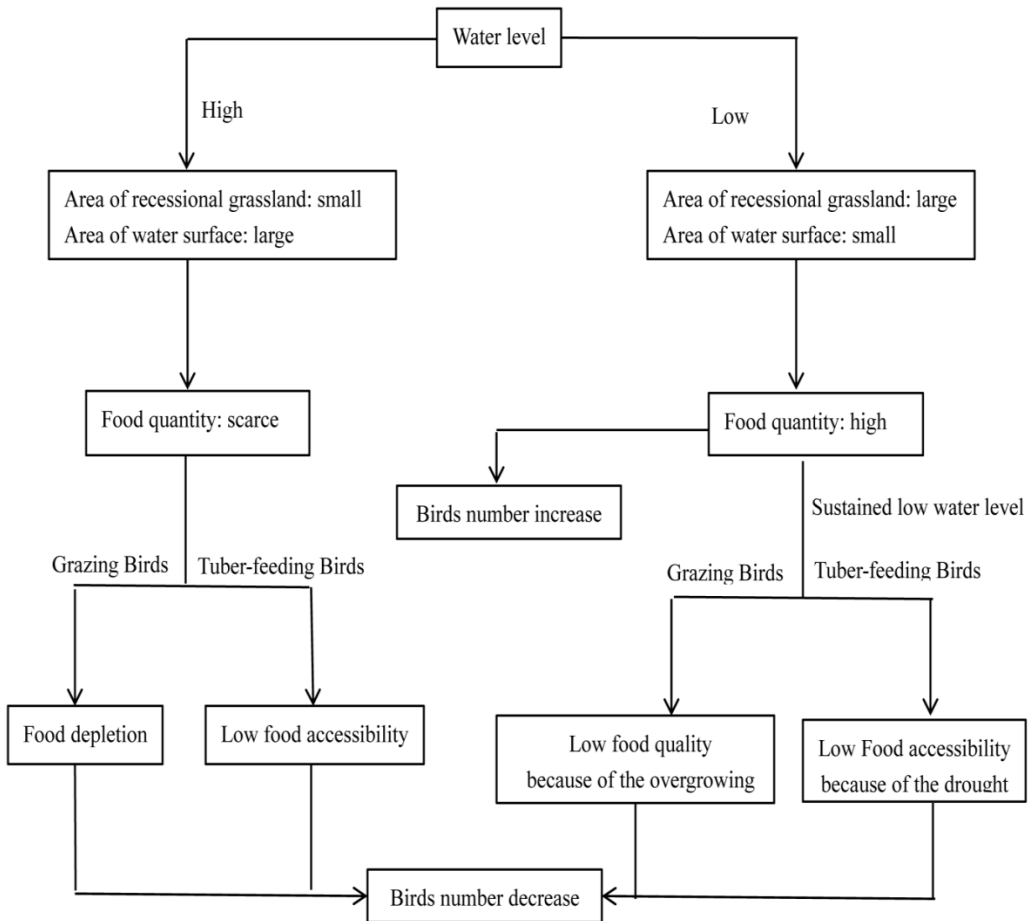 Water level
High
Low
Area of recessional grassland: small
Area of water surface: large
Area of recessional grassland: large
Area of water surface: small
Food quantity: scarce
Food quantity: high
Birds number increase
Sustained low water level
Grazing Birds
Tuber-feeding Birds
Grazing Birds
Tuber-feeding Birds
Food depletion
Low food accessibility
Low food quality
because of the overgrowing
Low Food accessibility
because of the drought
Birds number decrease